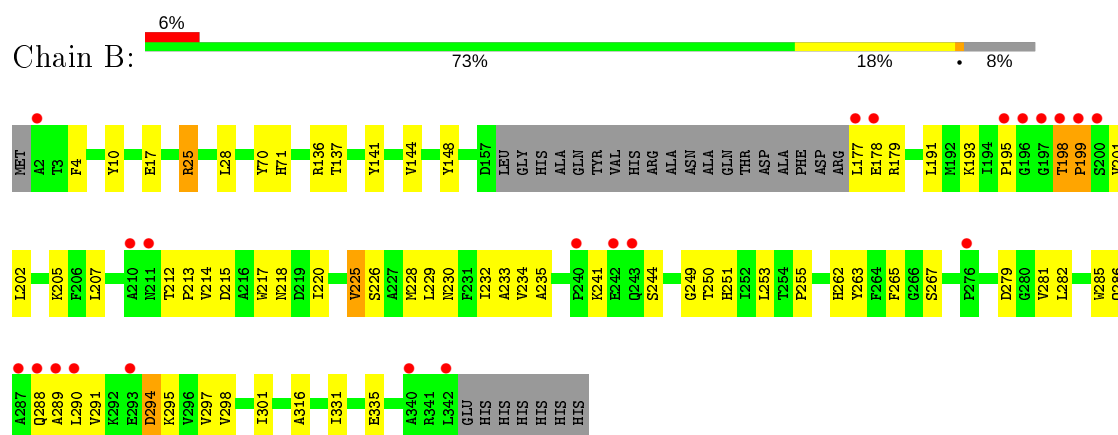 6%
Chain B:
73% 18% • 8%
MET A2 T3 F4 Y10 E17 R25 L28 Y70 H71 R136 T137 Y141 V144 Y148 D157 LEU GLY HIS ALA GLN TYR VAL HIS ARG ALA ASN ALA GLN THR ASP ALA PHE ASP ARG L177 E178 R179 L191 M192 K193 I194 P195 G196 G197 T198 P199 S200 V201
L202 K205 F206 L207 A210 N211 T212 P213 V214 D215 A216 W217 N218 D219 I220 V225 S226 A227 M228 L229 N230 F231 I232 A233 V234 A235 P240 K241 E242 Q243 S244 G249 T250 H251 I252 L253 T254 P255 H262 Y263 F264 F265 G266 S267 P276 D279 G280 V281 L282 W285 Q286
A287 Q288 A289 L290 V291 K292 E293 D294 K295 V296 V297 V298 I301 A316 I331 E335 A340 R341 L342 GLU HIS HIS HIS HIS HIS HIS